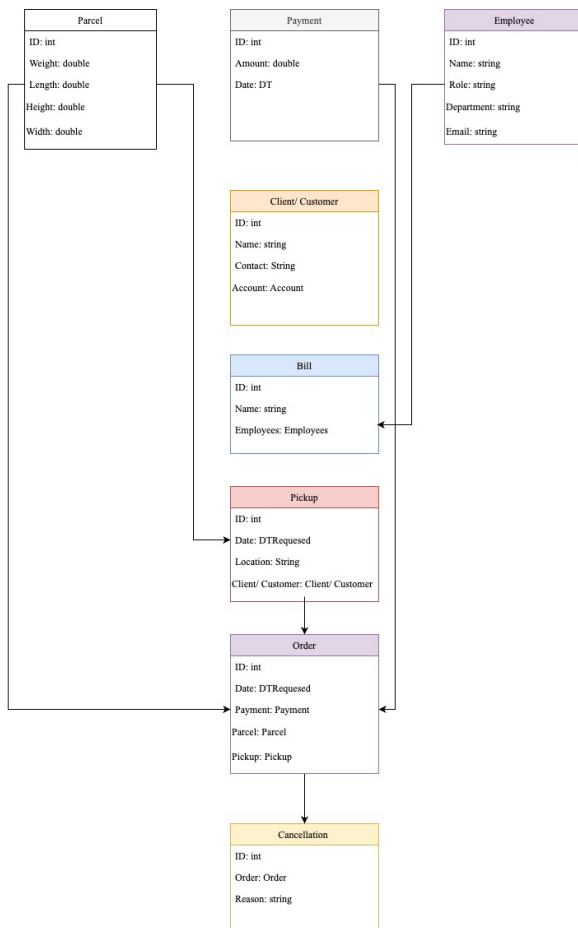 Parcel
ID: int
Weight: double
Length: double
Height: double
Width: double
Payment
ID: int
Amount: double
Date: DT
Employee
ID: int
Name: string
Role: string
Department: string
Email: string
Client/ Customer
ID: int
Name: string
Contact: String
Account: Account
Bill
ID: int
Name: string
Employees: Employees
Pickup
ID: int
Date: DTRequesed
Location: String
Client/ Customer: Client/ Customer
Order
ID: int
Date: DTRequesed
Payment: Payment
Parcel: Parcel
Pickup: Pickup
Cancellation
ID: int
Order: Order
Reason: string